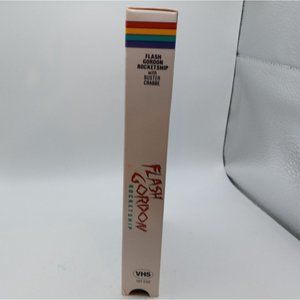 FLASH
GORDON
ROCKETSHIP
with
BUSTER
CRABBE
FLASH
GORDON
ROCKETSHIP
VHS